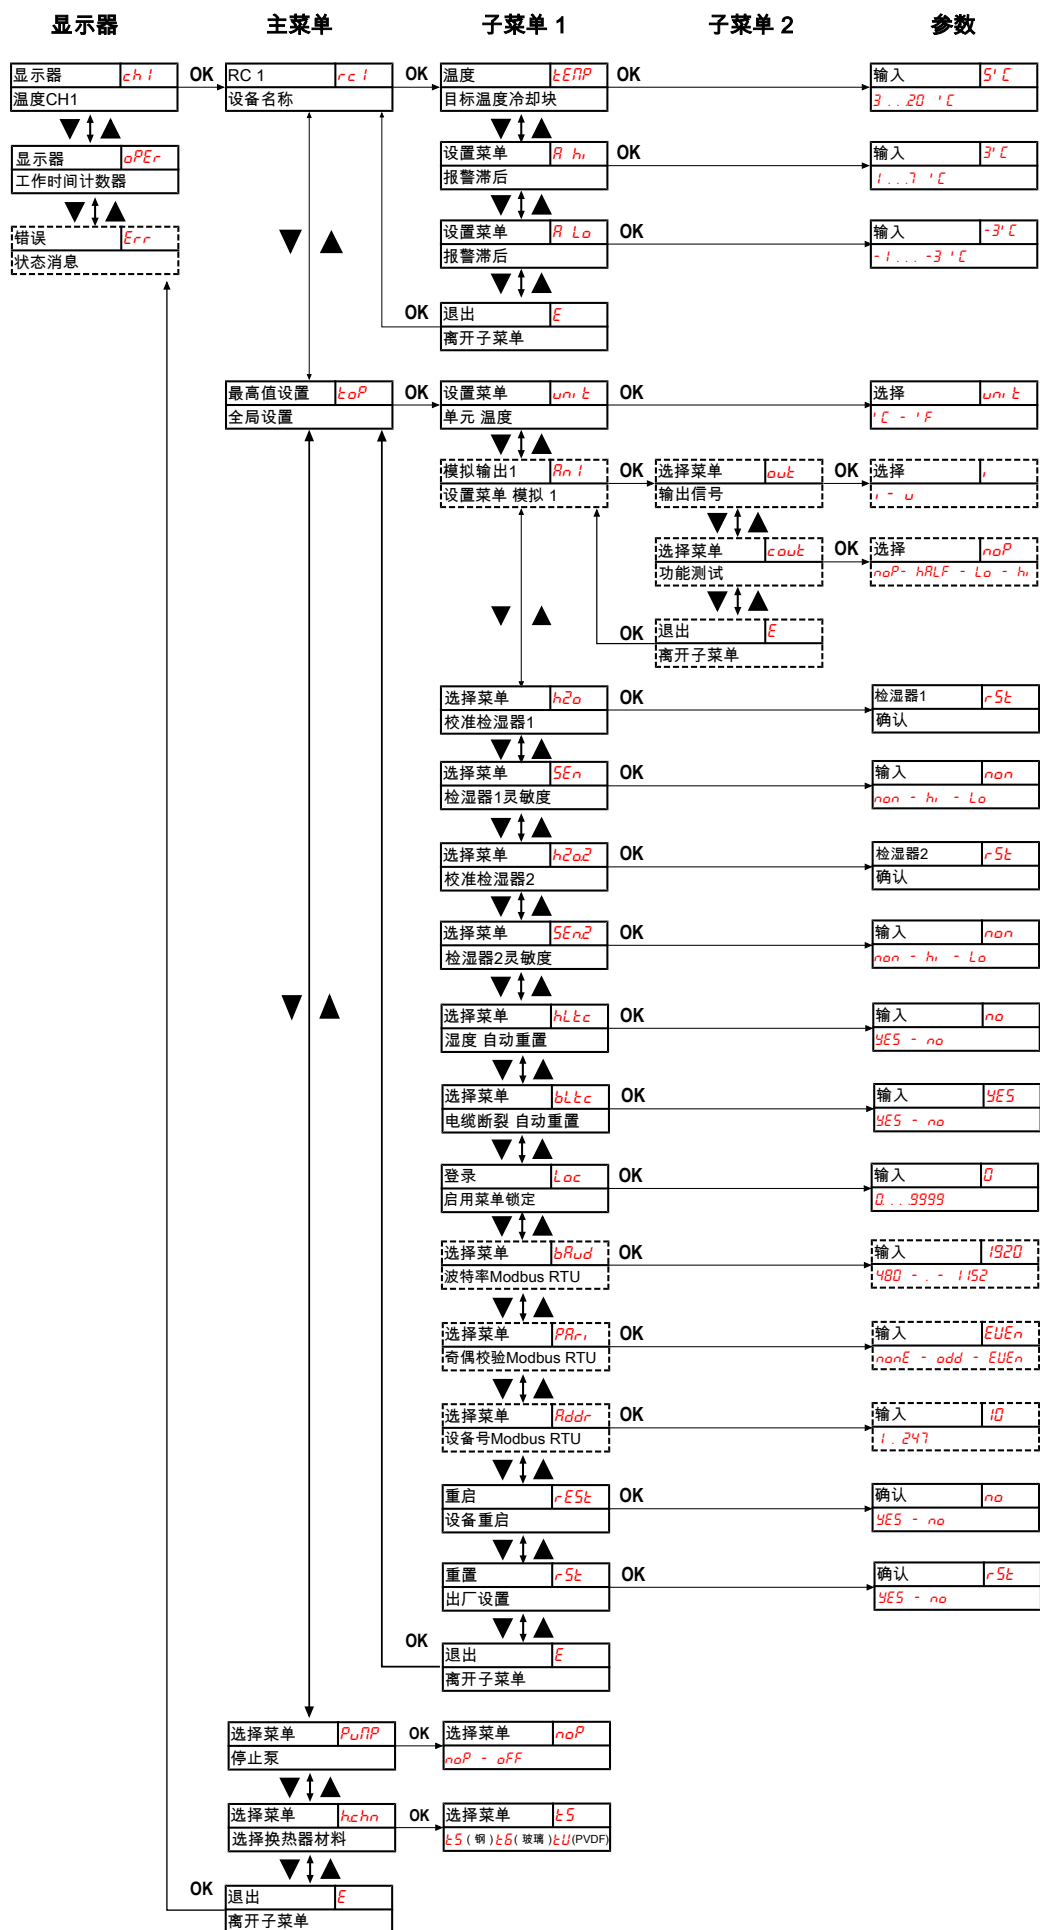 显示器 主菜单 子菜单 1 子菜单 2 参数
显示器 ch1 OK RC 1 rc1 OK 温度 tEMP OK 输入 5°C
温度CH1 设备名称 目标温度冷却块 3...20 °C
显示器 oPEr 设置菜单 A hi OK 输入 3°C
工作时间计数器 报警滞后 1...7 °C
错误 Err 设置菜单 A Lo OK 输入 -3°C
状态消息 报警滞后 -1... -3 °C
OK 退出 E
离开子菜单
最高值设置 toP OK 设置菜单 unit OK 选择 unit
全局设置 单元 温度 °C - °F
模拟输出1 An1 OK 选择菜单 out OK 选择 i
设置菜单 模拟 1 输出信号 i - u
选择菜单 cout OK 选择 noP
功能测试 noP- hALF - Lo - hi
OK 退出 E
离开子菜单
选择菜单 h2o OK 检湿器1 rSt
校准检湿器1 确认
选择菜单 SEn OK 输入 non
检湿器1灵敏度 non - hi - Lo
选择菜单 h2o.2 OK 检湿器2 rSt
校准检湿器2 确认
选择菜单 SEn.2 OK 输入 non
检湿器2灵敏度 non - hi - Lo
选择菜单 hLtc OK 输入 no
湿度 自动重置 YES - no
选择菜单 bLtc OK 输入 YES
电缆断裂 自动重置 YES - no
登录 Loc OK 输入 0
启用菜单锁定 0...9999
选择菜单 bAud OK 输入 1920
波特率Modbus RTU 480 - . - 1152
选择菜单 PAri OK 输入 EVEn
奇偶校验Modbus RTU nonE - odd - EVEn
选择菜单 Addr OK 输入 10
设备号Modbus RTU 1..247
重启 rESt OK 确认 no
设备重启 YES - no
重置 rSt OK 确认 rSt
出厂设置 YES - no
OK 退出 E
离开子菜单
选择菜单 PuMP OK 选择菜单 noP
停止泵 noP - oFF
选择菜单 h.chn OK 选择菜单 tS
选择换热器材料 tS ( 钢 ) tG ( 玻璃 ) tU (PVDF)
OK 退出 E
离开子菜单